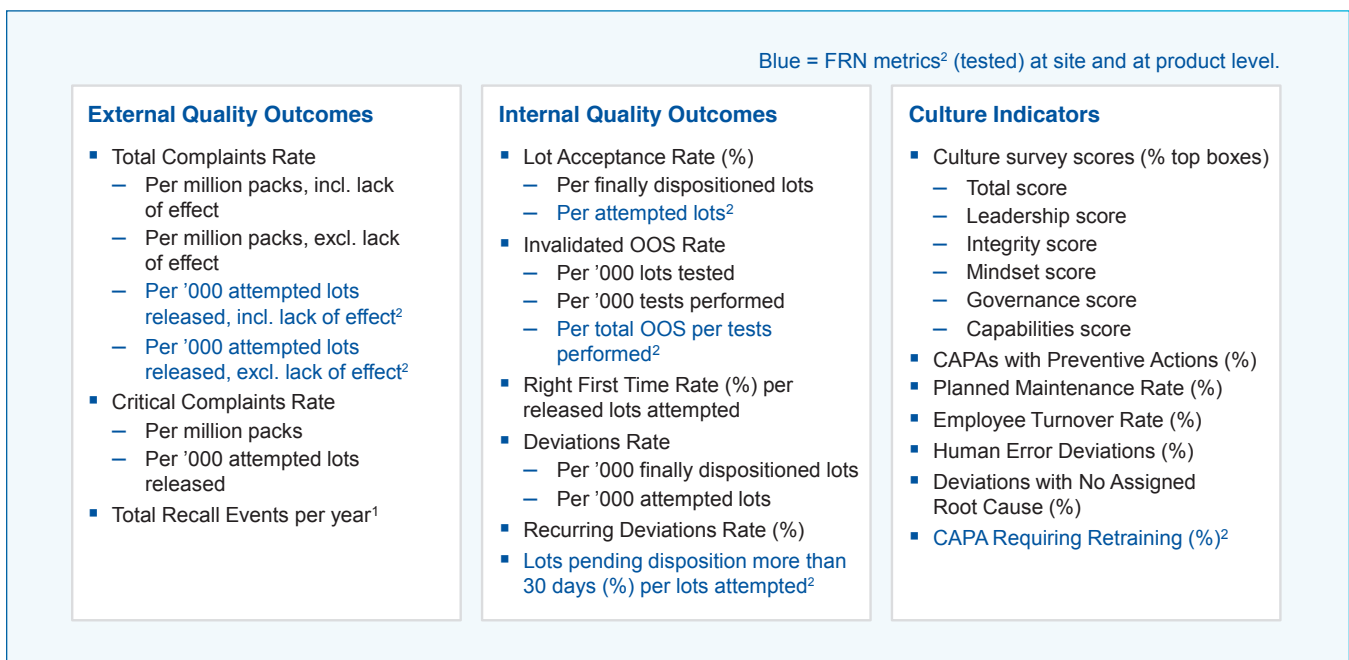 Blue = FRN metrics² (tested) at site and at product level.
External Quality Outcomes
▪ Total Complaints Rate
– Per million packs, incl. lack
of effect
– Per million packs, excl. lack
of effect
– Per ’000 attempted lots
released, incl. lack of effect²
– Per ’000 attempted lots
released, excl. lack of effect²
▪ Critical Complaints Rate
– Per million packs
– Per ’000 attempted lots
released
▪ Total Recall Events per year¹
Internal Quality Outcomes
▪ Lot Acceptance Rate (%)
– Per finally dispositioned lots
– Per attempted lots²
▪ Invalidated OOS Rate
– Per ’000 lots tested
– Per ’000 tests performed
– Per total OOS per tests
performed²
▪ Right First Time Rate (%) per
released lots attempted
▪ Deviations Rate
– Per ’000 finally dispositioned lots
– Per ’000 attempted lots
▪ Recurring Deviations Rate (%)
▪ Lots pending disposition more than
30 days (%) per lots attempted²
Culture Indicators
▪ Culture survey scores (% top boxes)
– Total score
– Leadership score
– Integrity score
– Mindset score
– Governance score
– Capabilities score
▪ CAPAs with Preventive Actions (%)
▪ Planned Maintenance Rate (%)
▪ Employee Turnover Rate (%)
▪ Human Error Deviations (%)
▪ Deviations with No Assigned
Root Cause (%)
▪ CAPA Requiring Retraining (%)²